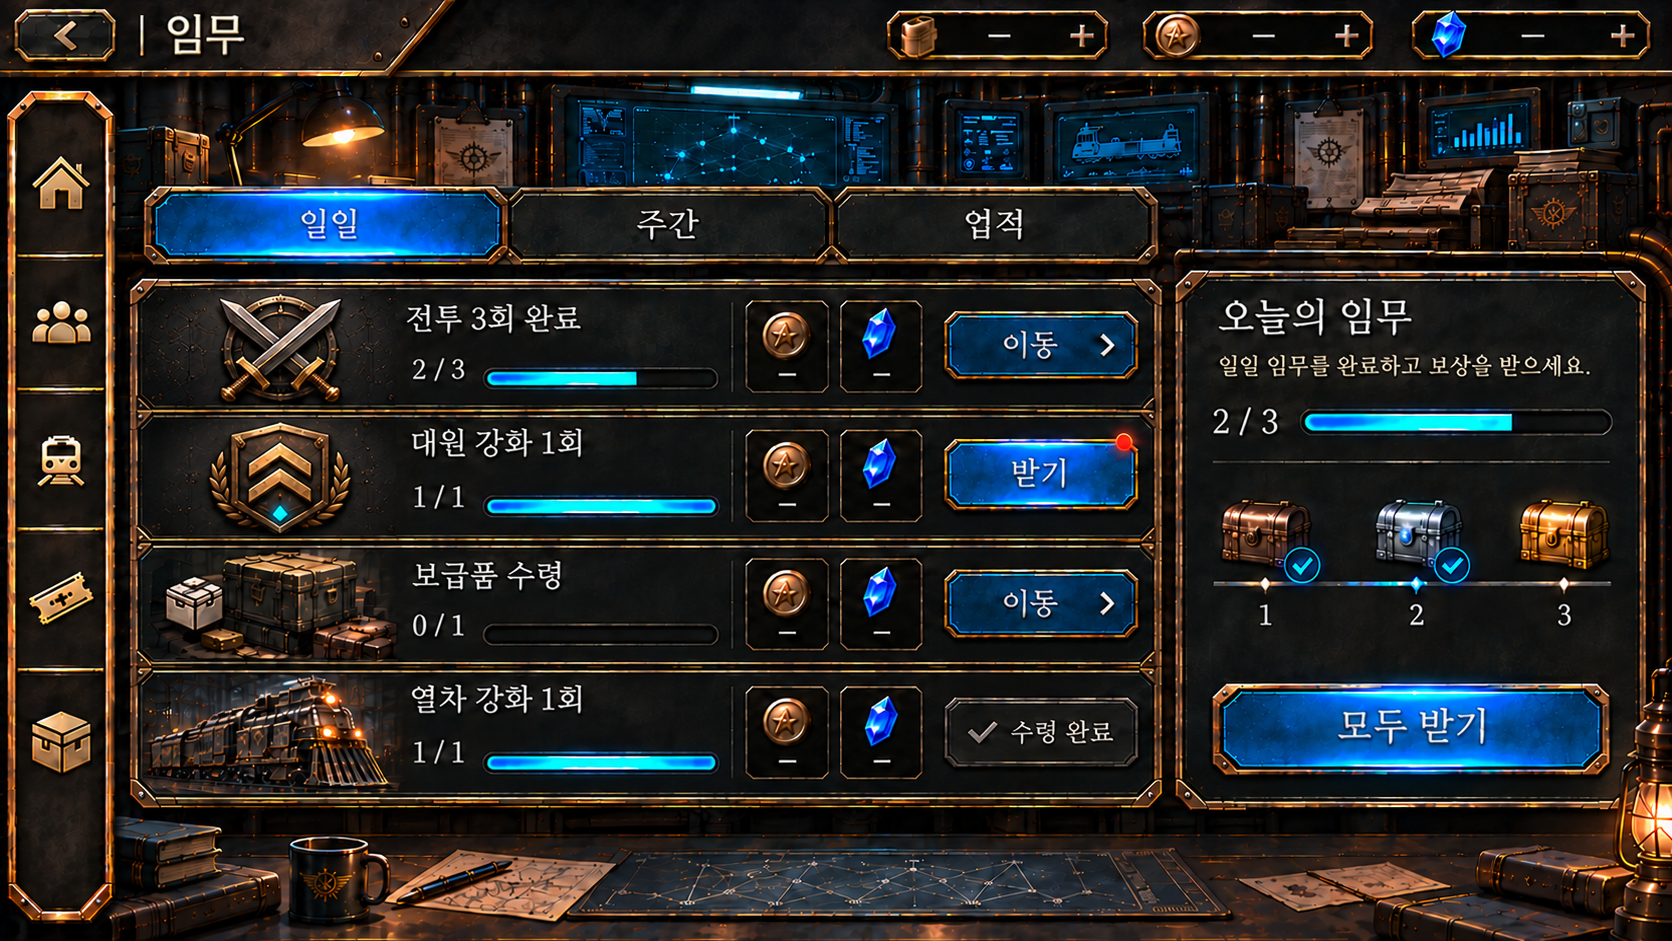 임무
일일
주간
업적
전투 3회 완료
2 / 3
이동
대원 강화 1회
1 / 1
받기
보급품 수령
0 / 1
이동
열차 강화 1회
1 / 1
수령 완료
오늘의 임무
일일 임무를 완료하고 보상을 받으세요.
2 / 3
1
2
3
모두 받기